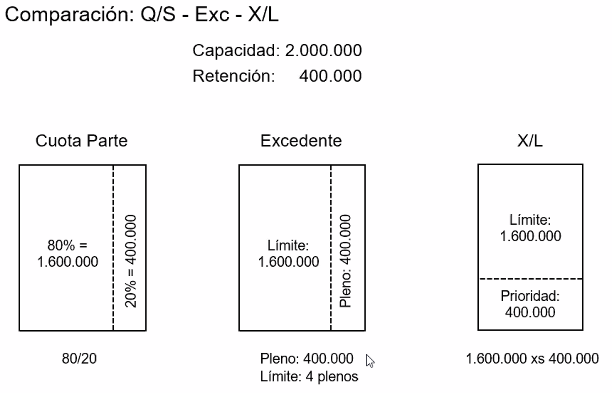 Comparación: Q/S - Exc - X/L
Capacidad: 2.000.000
Retención: 400.000
Cuota Parte
80% =
1.600.000
20% = 400.000
80/20
Excedente
Límite:
1.600.000
Pleno: 400.000
Pleno: 400.000
Límite: 4 plenos
X/L
Límite:
1.600.000
Prioridad:
400.000
1.600.000 xs 400.000